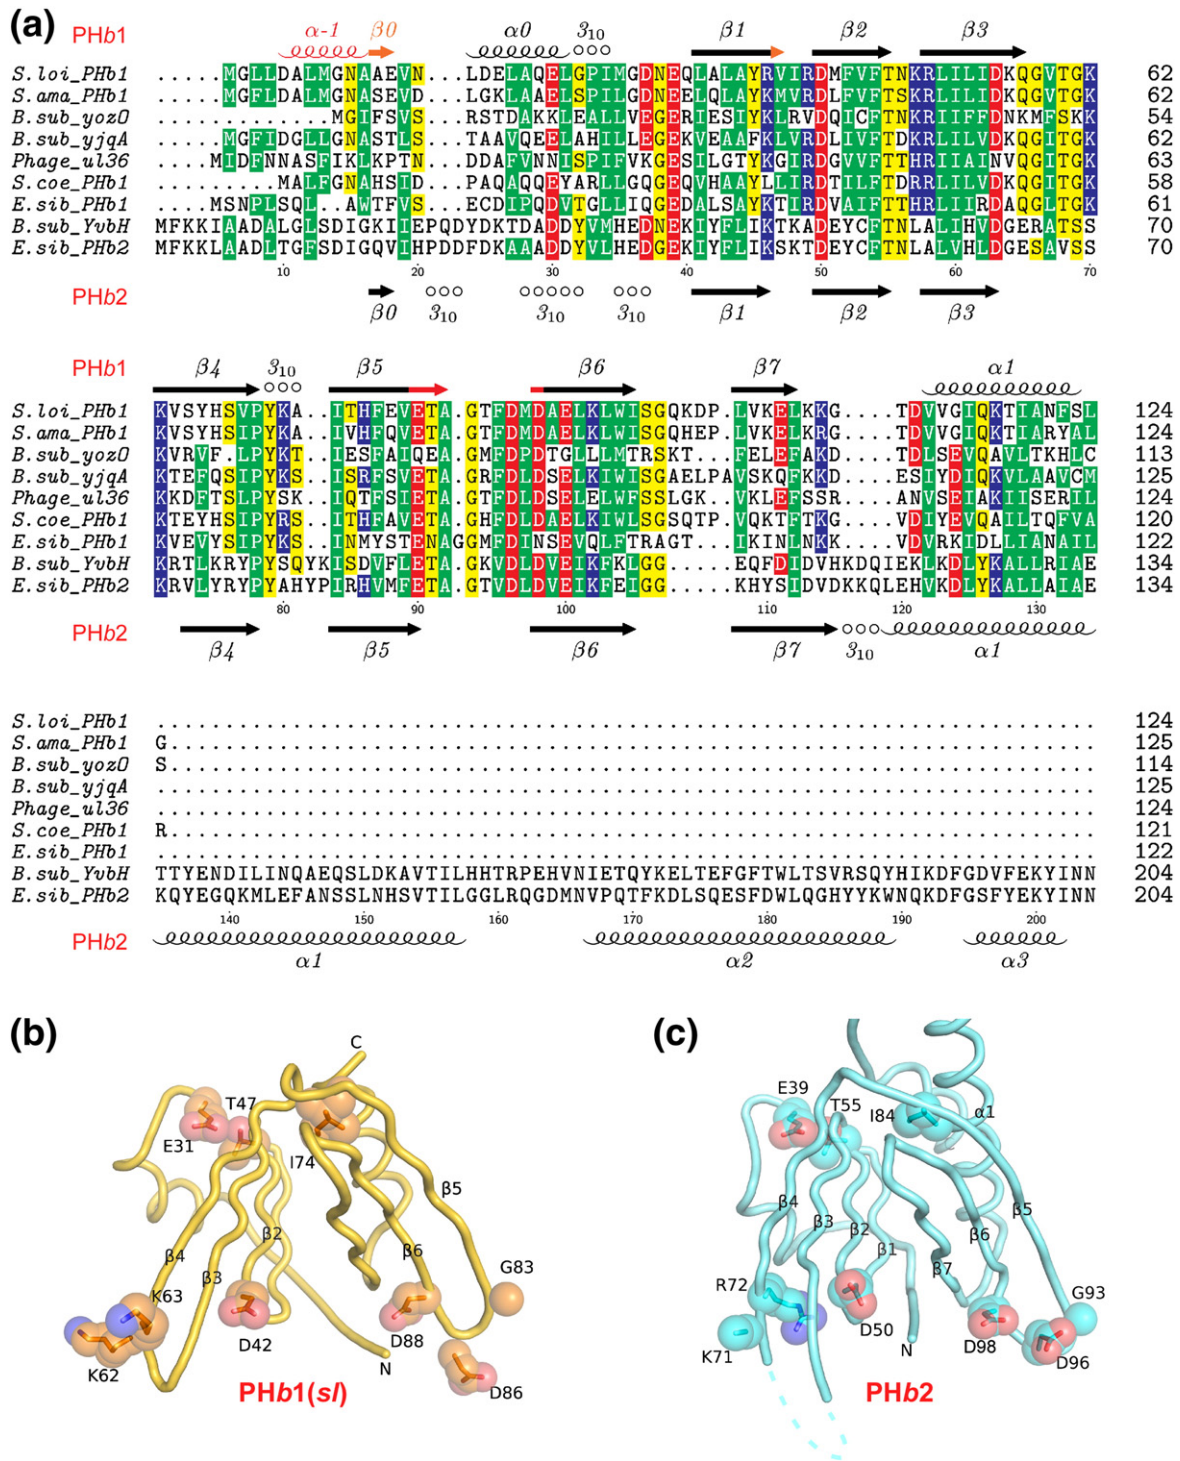 (a)
PHb1 α-1 β0 α0 3₁₀ β1 β2 β3
S.loi_PHb1 .....MGLLDALMGNAAEVN...LDELAQELGPIMGDNEQLALAYRVIRDMFVFTNKRLILIDKQGVTGK 62
S.ama_PHb1 .....MGFLDALMGNASEVD...LGKLAAELSPILGDNEELQLAYKMVRDLFVFTSKRLILIDKQGVTGK 62
B.sub_yozO .............MGIFSVS...RSTDAKKLEALLVEGERIESIYKLRVDQICFTNKRIIFFDNKMFSKK 54
B.sub_yjqA .....MGFIDGLLGNASTLS...TAAVQEELAHILLEGEKVEAAFKLVRDLIVFTDKRLILVDKQGITGK 62
Phage_ul36 ....MIDFNNASFIKLKPTN...DDAFVNNISPIFVKGESILGTYKGIRDGVVFTTHRIIAINVQGITGK 63
S.coe_PHb1 .........MALFGNAHSID...PAQAQQEYARLLGQGEQVHAAYLLIRDTILFTDRRLILVDKQGITGK 58
E.sib_PHb1 ....MSNPLSQL..AWTFVS...ECDIPQDVTGLLIQGEDALSAYKTIRDVAIFTTHRLIIRDAQGLTGK 61
B.sub_YvbH MFKKIAADALGLSDIGKIIEPQDYDKTDADDYVMHEDNEKIYFLIKTKADEYCFTNLALIHVDGERATSS 70
E.sib_PHb2 MFKKLAADLTGFSDIGQVIHPDDFDKAAADYVLHEDGEKIYFLIKSKTDEYCFTNLALVHLDGESAVSS 70
10 20 30 40 50 60 70
PHb2 β0 3₁₀ 3₁₀ 3₁₀ β1 β2 β3
PHb1 β4 3₁₀ β5 β6 β7 α1
S.loi_PHb1 KVSYHSVPYKA..ITHFEVETA.GTFDMDAELKLWISGQKDP.LVKELKKG....TDVVGIQKTIANFSL 124
S.ama_PHb1 KVSYHSIPYKA..IVHFQVETA.GTFDMDAELKLWISGQHEP.LVKELKRG....TDVVGIQKTIARYAL 124
B.sub_yozO KVRVF.LPYKT..IESFAIQEA.GMFDPDTGLLLMTRSKT...FELEFAKD....TDLSEVQAVLTKHLC 113
B.sub_yjqA KTEFQSIPYKS..ISRFSVETA.GRFDLDSELKIWISGAELPAVSKQFKKD....ESIYDIQKVLAAVCM 125
Phage_ul36 KKDFTSLPYSK..IQTFSIETA.GTFDLDSELELWFSSLGK..VKLEFSSR....ANVSEIAKIISERIL 124
S.coe_PHb1 KTEYHSIPYRS..ITHFAVETA.GHFDLDAELKIWLSGSQTP.VQKTFTKG....VDIYEVQAILTQFVA 120
E.sib_PHb1 KVEVYSIPYKS..INMYSTENAGGMFDINSEVQLFTRAGT...IKINLNKK....VDVRKIDLLIANAIL 122
B.sub_YvbH KRTLKRYPYSQYKISDVFLETA.GKVDLDVEIKFKLGG.....EQFDIDVHKDQIEKLKDLYKALLRIAE 134
E.sib_PHb2 KRVLYRYPYAHYPIRHVMFETA.GTVDLDVEIKFEIGG.....KHYSIDVDKKQLEHVKDLYKALLAIAE 134
80 90 100 110 120 130
PHb2 β4 β5 β6 β7 3₁₀ α1
S.loi_PHb1 ...................................................................... 124
S.ama_PHb1 G..................................................................... 125
B.sub_yozO S..................................................................... 114
B.sub_yjqA ...................................................................... 125
Phage_ul36 ...................................................................... 124
S.coe_PHb1 R..................................................................... 121
E.sib_PHb1 ...................................................................... 122
B.sub_YvbH TTYENDILINQAEQSLDKAVTILHHTRPEHVNIETQYKELTEFGFTWLTSVRSQYHIKDFGDVFEKYINN 204
E.sib_PHb2 KQYEGQKMLEFANSSLNHSVTILGGLRQGDMNVPQTFKDLSQESFDWLQGHYYKWNQKDFGSFYEKYINN 204
140 150 160 170 180 190 200
PHb2 α1 α2 α3
(b)
C
T47
E31
I74
β5
β2
β4
β6
β3
G83
K63
D42
D88
K62
N
D86
PHb1(sl)
(c)
E39
T55
I84
α1
β4
β3
β2
β1
β5
β6
β7
R72
G93
D50
K71
N
D98
D96
PHb2